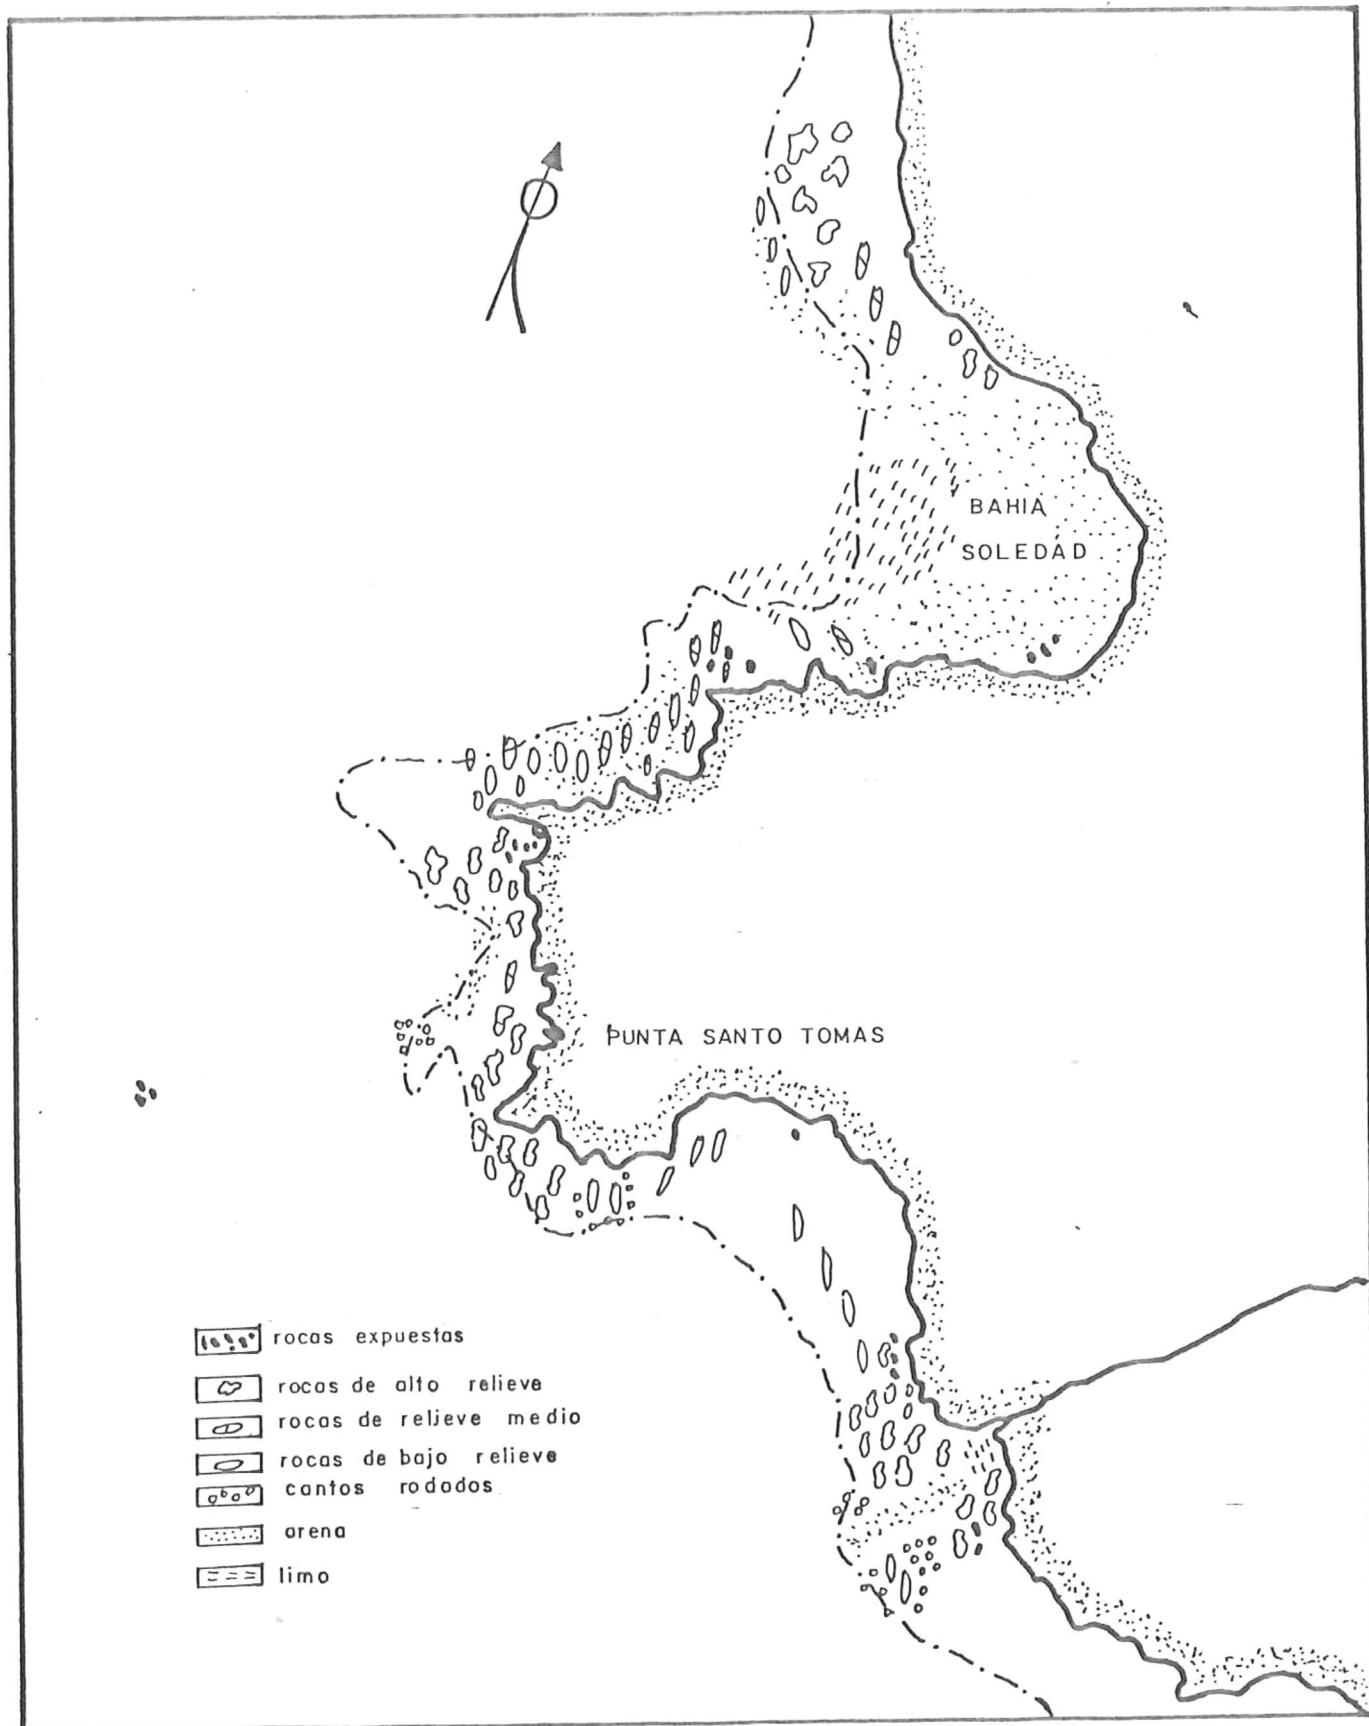 BAHIA
SOLEDAD
PUNTA SANTO TOMAS
rocas expuestas
rocas de alto relieve
rocas de relieve medio
rocas de bajo relieve
cantos rodados
arena
limo